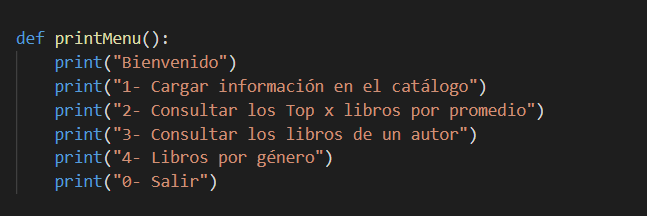 def printMenu():
    print("Bienvenido")
    print("1- Cargar información en el catálogo")
    print("2- Consultar los Top x libros por promedio")
    print("3- Consultar los libros de un autor")
    print("4- Libros por género")
    print("0- Salir")